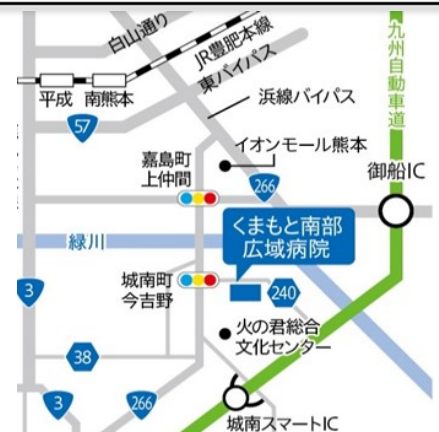 白山通り
JR豊肥本線
東バイパス
九州自動車道
平成
南熊本
浜線バイパス
57
嘉島町
上仲間
イオンモール熊本
266
御船IC
くまもと南部
広域病院
緑川
3
城南町
今吉野
240
火の君総合
文化センター
38
3
266
城南スマートIC